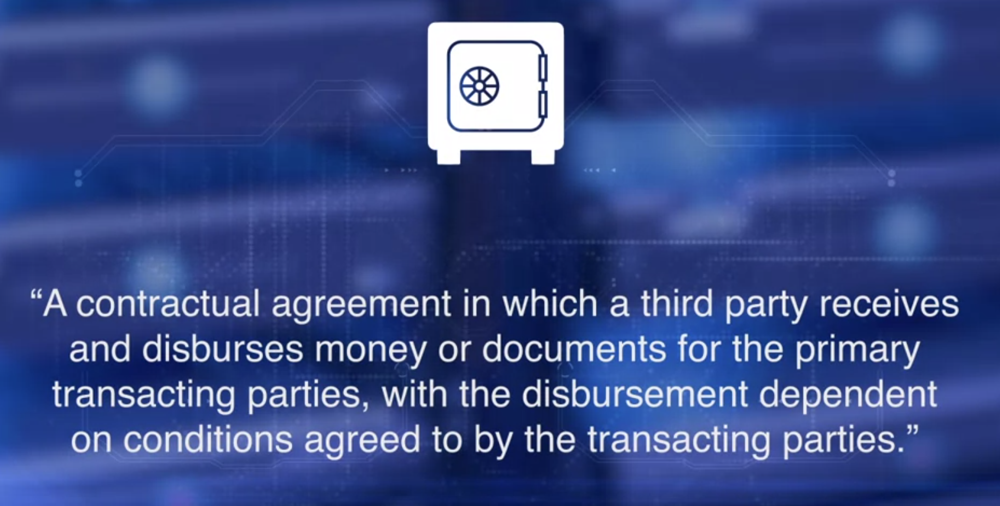 “A contractual agreement in which a third party receives
and disburses money or documents for the primary
transacting parties, with the disbursement dependent
on conditions agreed to by the transacting parties.”